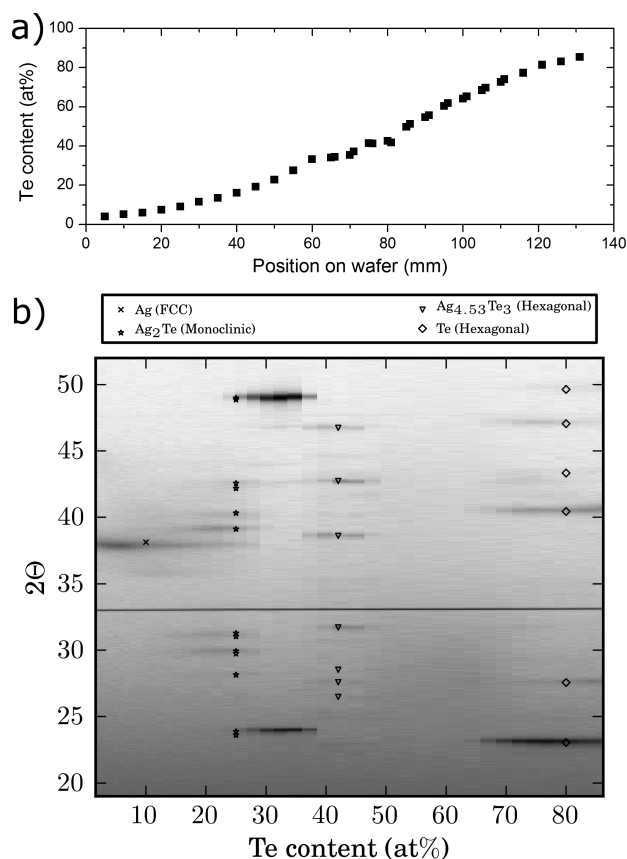 a)
100
80
60
40
20
0
Te content (at%)
0 20 40 60 80 100 120 140
Position on wafer (mm)
b)
Ag (FCC)
Ag2Te (Monoclinic)
Ag4.53Te3 (Hexagonal)
Te (Hexagonal)
50
45
40
35
30
25
20
2Θ
10 20 30 40 50 60 70 80
Te content (at%)